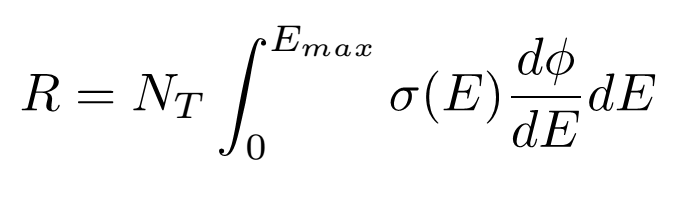 R = N_T \int_0^{E_{max}} \sigma(E) \frac{d\phi}{dE} dE